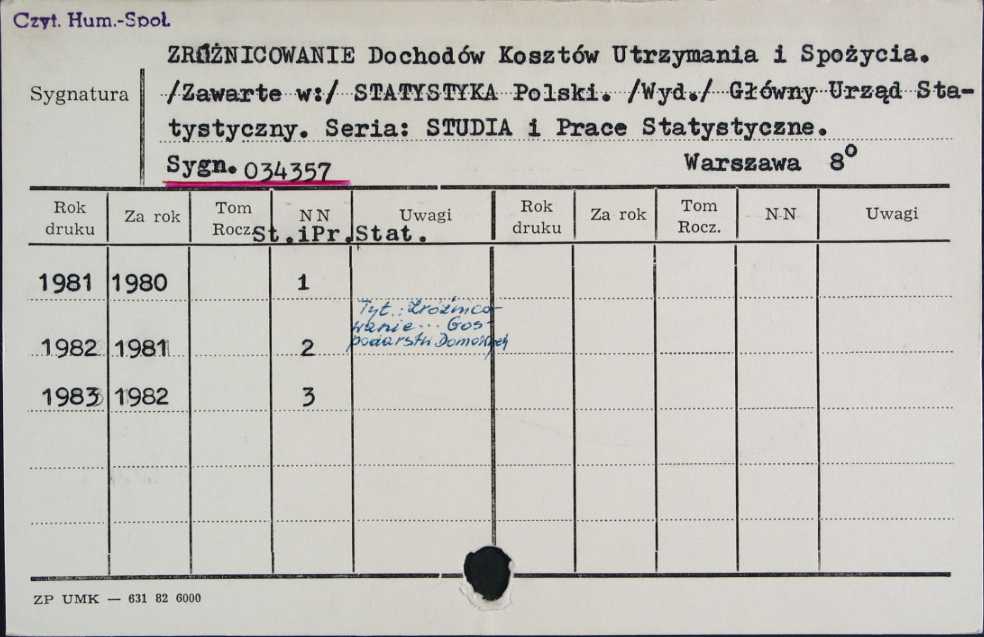 Czyt. Hum.-Społ.
ZRÓŻNICOWANIE Dochodów Kosztów Utrzymania i Spożycia.
Sygnatura /Zawarte w:/ STATYSTYKA Polski. /Wyd./ Główny Urząd Sta-
tystyczny. Seria: STUDIA i Prace Statystyczne.
Sygn. 034357 Warszawa 8°
Rok druku Za rok Tom Rocz. N N Uwagi Rok druku Za rok Tom Rocz. N N Uwagi
St.iPr.Stat.
1981 1980 1
Tyt.: Zróżnico-
wanie... Gos-
podarstw Domowych
1982 1981 2
1983 1982 3
ZP UMK — 631 82 6000